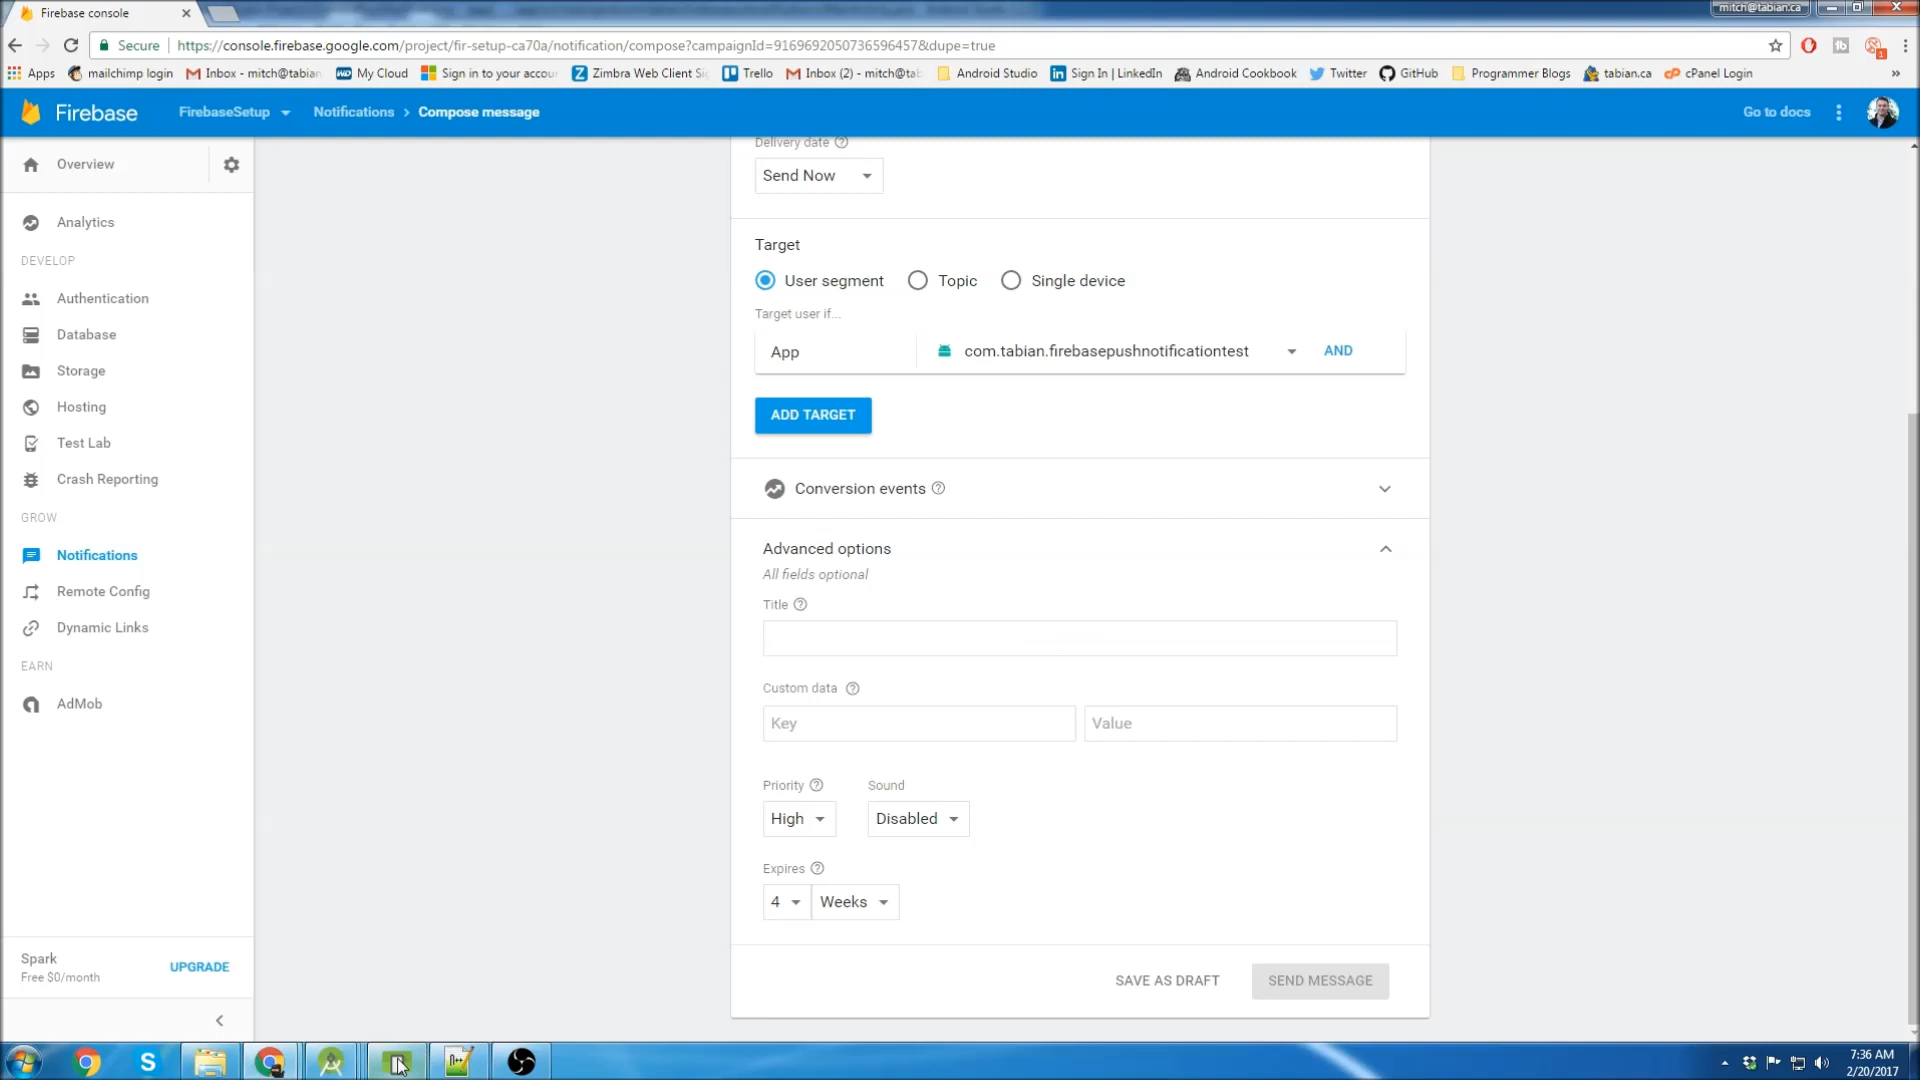 Firebase console
mitch@tabian.ca
Secure
https://console.firebase.google.com/project/fir-setup-ca70a/notification/compose?campaignId=9169692050736596457&dupe=true
Apps
mailchimp login
Inbox - mitch@tabian
My Cloud
Sign in to your accou
Zimbra Web Client Si
Trello
Inbox (2) - mitch@tab
Android Studio
Sign In | LinkedIn
Android Cookbook
Twitter
GitHub
Programmer Blogs
tabian.ca
cPanel Login
Firebase
FirebaseSetup
Notifications > Compose message
Go to docs
Overview
Analytics
DEVELOP
Authentication
Database
Storage
Hosting
Test Lab
Crash Reporting
GROW
Notifications
Remote Config
Dynamic Links
EARN
AdMob
Spark
Free $0/month
UPGRADE
Delivery date
Send Now
Target
User segment
Topic
Single device
Target user if...
App
com.tabian.firebasepushnotificationtest
AND
ADD TARGET
Conversion events
Advanced options
All fields optional
Title
Custom data
Key
Value
Priority
Sound
High
Disabled
Expires
4
Weeks
SAVE AS DRAFT
SEND MESSAGE
7:36 AM
2/20/2017